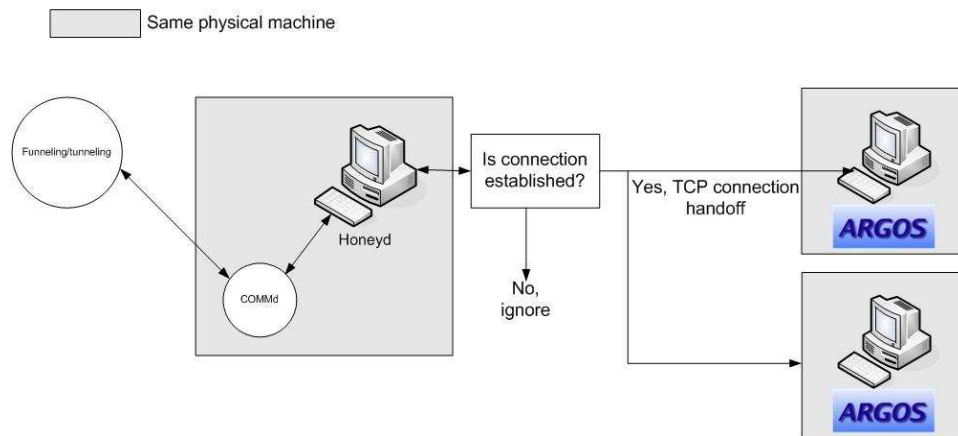 Same physical machine
Funneling/tunneling
Honeyd
COMMd
Is connection
established?
No,
ignore
Yes, TCP connection
handoff
ARGOS
ARGOS